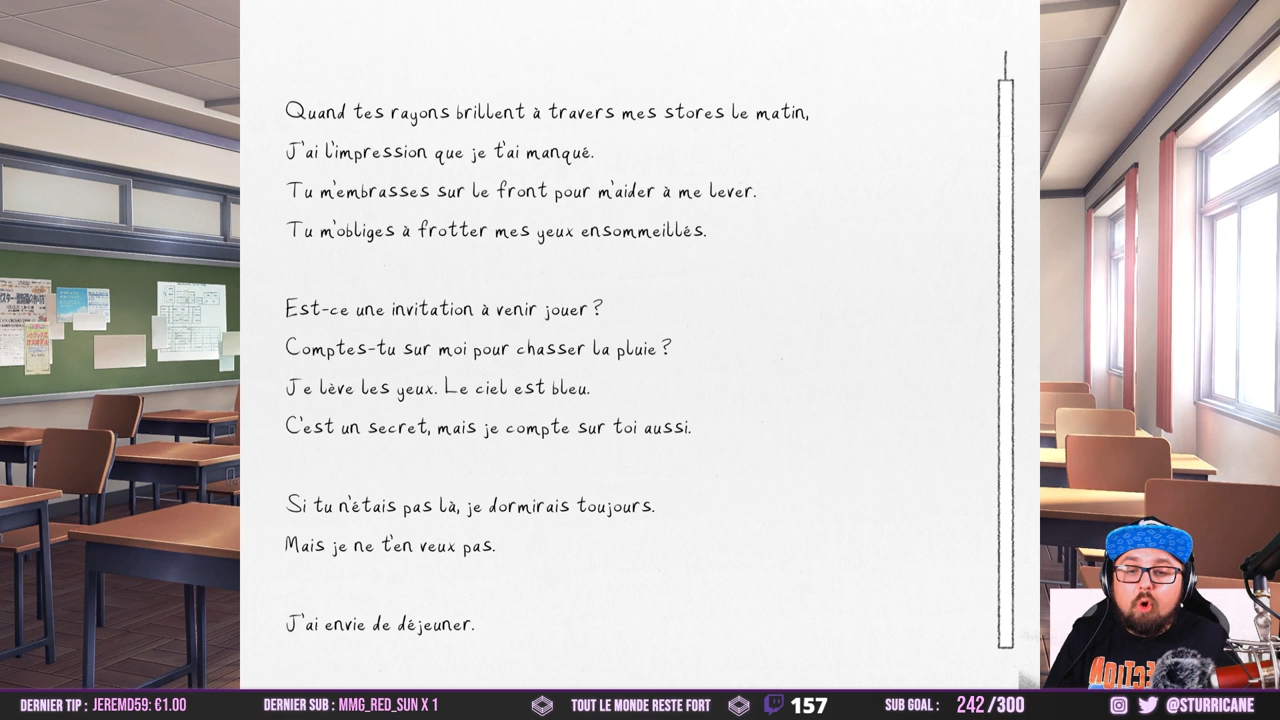 Quand tes rayons brillent à travers mes stores le matin,
J'ai l'impression que je t'ai manqué.
Tu m'embrasses sur le front pour m'aider à me lever.
Tu m'obliges à frotter mes yeux ensommeillés.
Est-ce une invitation à venir jouer ?
Comptes-tu sur moi pour chasser la pluie ?
Je lève les yeux. Le ciel est bleu.
C'est un secret, mais je compte sur toi aussi.
Si tu n'étais pas là, je dormirais toujours.
Mais je ne t'en veux pas.
J'ai envie de déjeuner.
DERNIER TIP : JEREMD59: €1.00
DERNIER SUB : MMG_RED_SUN X 1
TOUT LE MONDE RESTE FORT
157
SUB GOAL : 242/300
@STURRICANE